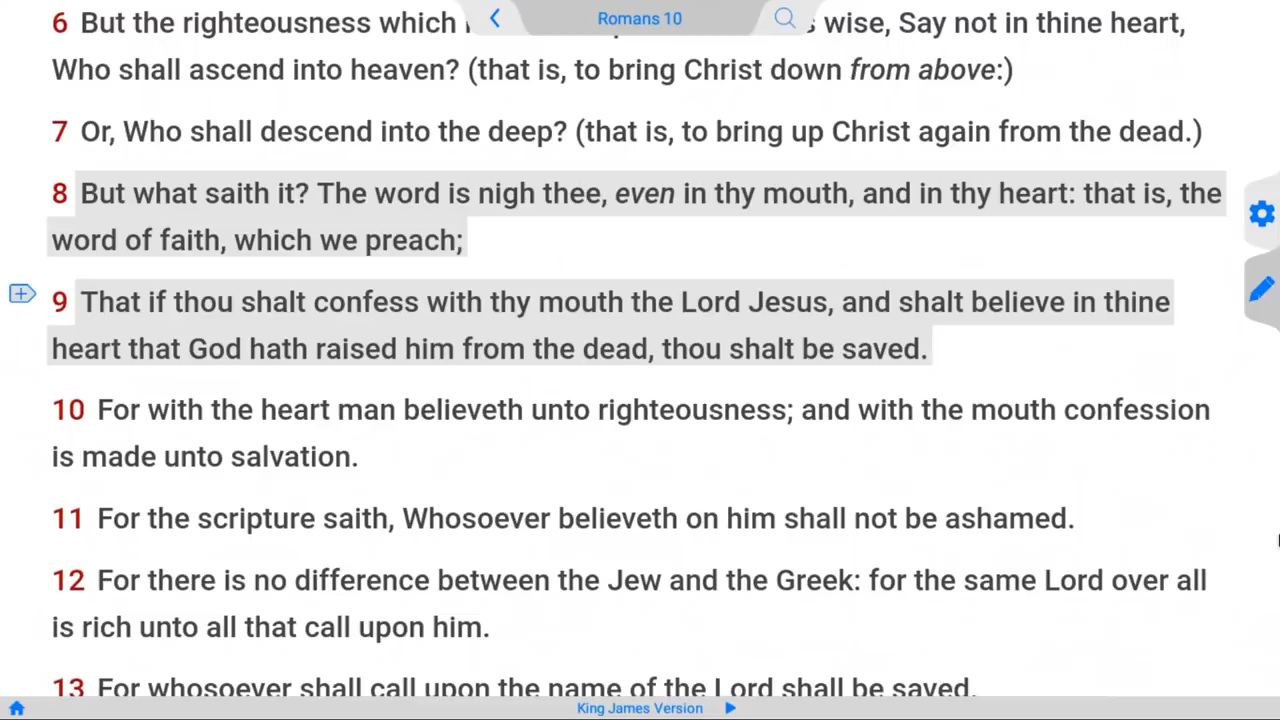 Romans 10
6 But the righteousness which wise, Say not in thine heart,
Who shall ascend into heaven? (that is, to bring Christ down from above:)
7 Or, Who shall descend into the deep? (that is, to bring up Christ again from the dead.)
8 But what saith it? The word is nigh thee, even in thy mouth, and in thy heart: that is, the
word of faith, which we preach;
9 That if thou shalt confess with thy mouth the Lord Jesus, and shalt believe in thine
heart that God hath raised him from the dead, thou shalt be saved.
10 For with the heart man believeth unto righteousness; and with the mouth confession
is made unto salvation.
11 For the scripture saith, Whosoever believeth on him shall not be ashamed.
12 For there is no difference between the Jew and the Greek: for the same Lord over all
is rich unto all that call upon him.
13 For whosoever shall call upon the name of the Lord shall be saved.
King James Version